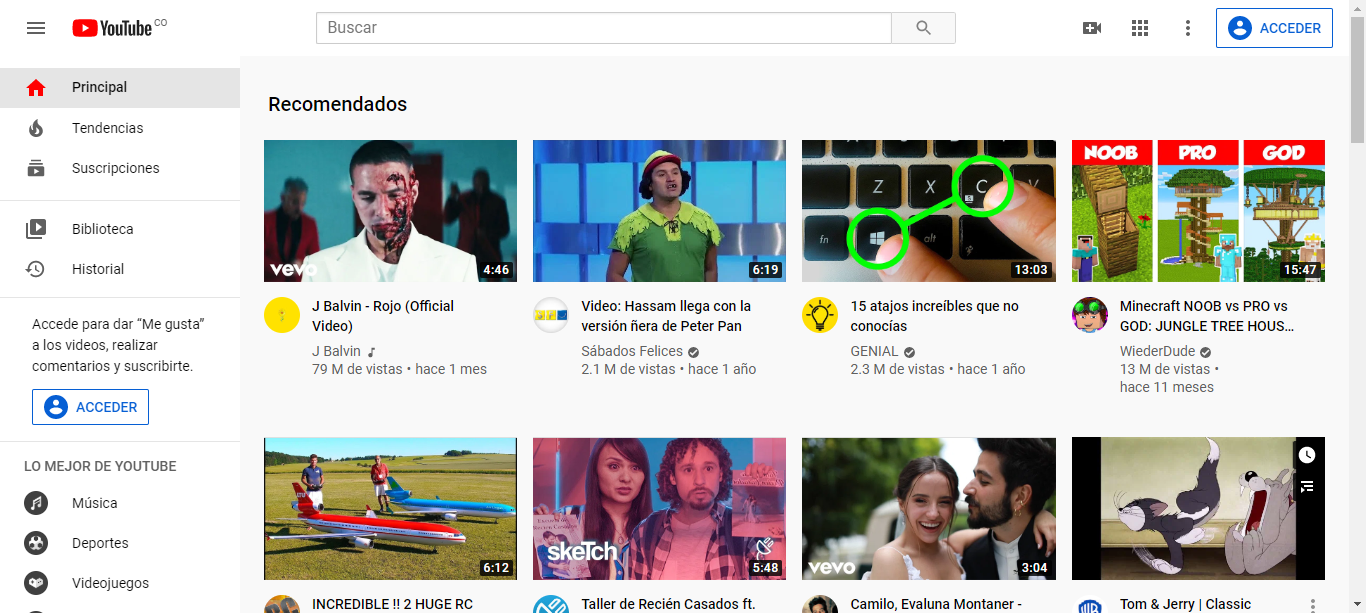 YouTube CO
Buscar
ACCEDER
Principal
Tendencias
Suscripciones
Biblioteca
Historial
Accede para dar “Me gusta”
a los videos, realizar
comentarios y suscribirte.
ACCEDER
LO MEJOR DE YOUTUBE
Música
Deportes
Videojuegos
Recomendados
vevo
4:46
J Balvin - Rojo (Official
Video)
J Balvin
79 M de vistas • hace 1 mes
6:19
Video: Hassam llega con la
versión ñera de Peter Pan
Sábados Felices
2.1 M de vistas • hace 1 año
Z X C V
fn alt
13:03
15 atajos increíbles que no
conocías
GENIAL
2.3 M de vistas • hace 1 año
NOOB PRO GOD
15:47
Minecraft NOOB vs PRO vs
GOD: JUNGLE TREE HOUS...
WiederDude
13 M de vistas •
hace 11 meses
6:12
INCREDIBLE !! 2 HUGE RC
skeTch
5:48
Taller de Recién Casados ft.
vevo
3:04
Camilo, Evaluna Montaner -
Tom & Jerry | Classic